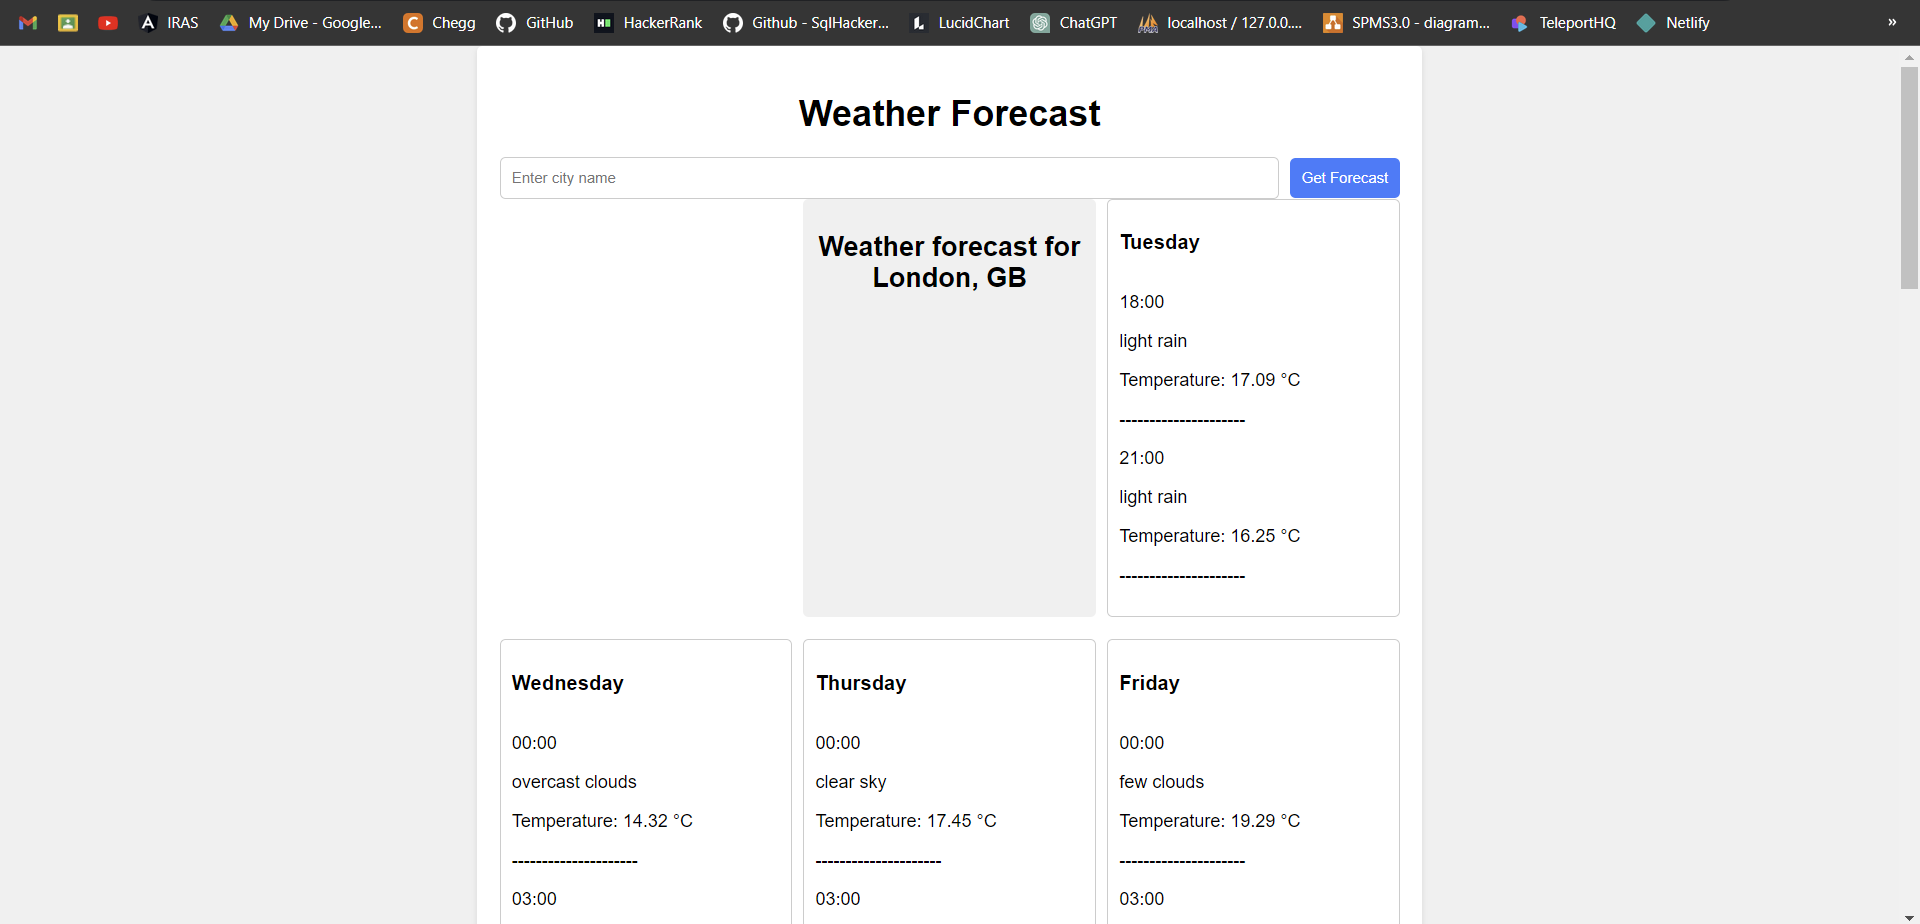 IRAS
My Drive - Google...
Chegg
GitHub
HackerRank
Github - SqlHacker...
LucidChart
ChatGPT
localhost / 127.0.0....
SPMS3.0 - diagram...
TeleportHQ
Netlify
»
Weather Forecast
Enter city name
Get Forecast
Weather forecast for
London, GB
Tuesday
18:00
light rain
Temperature: 17.09 °C
---------------------
21:00
light rain
Temperature: 16.25 °C
---------------------
Wednesday
00:00
overcast clouds
Temperature: 14.32 °C
---------------------
03:00
Thursday
00:00
clear sky
Temperature: 17.45 °C
---------------------
03:00
Friday
00:00
few clouds
Temperature: 19.29 °C
---------------------
03:00